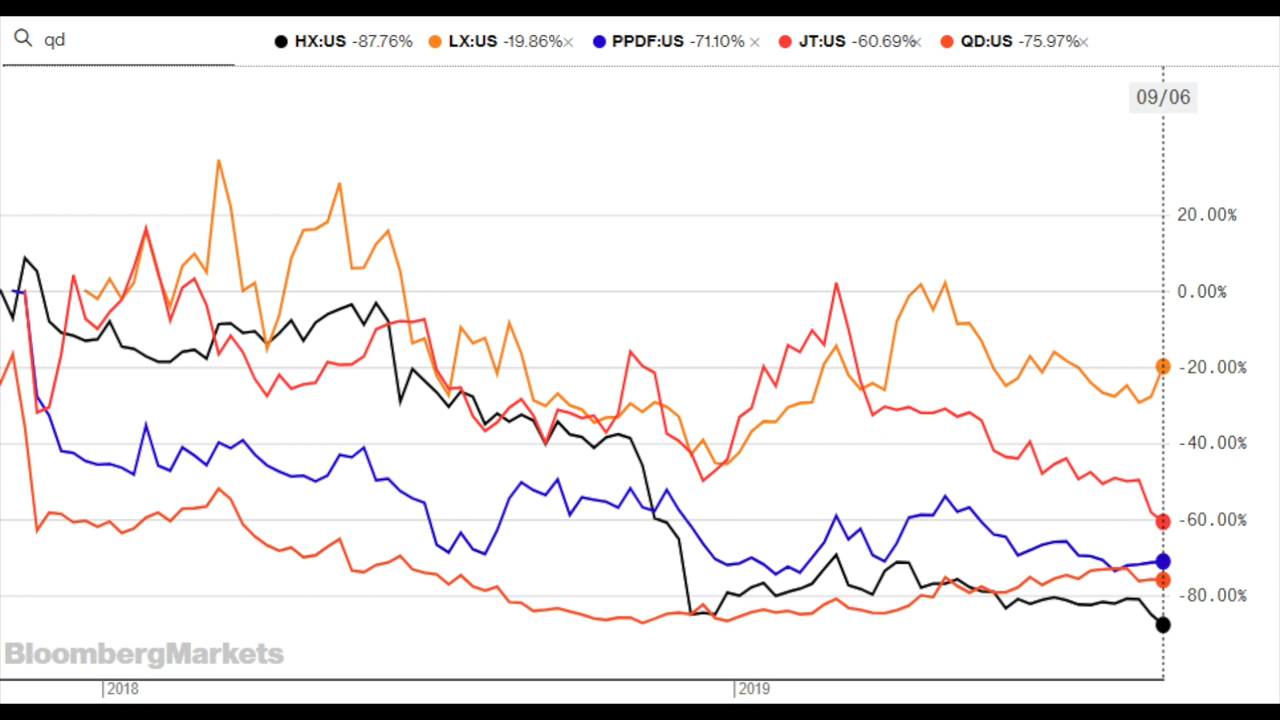 qd
HX:US -87.76% LX:US -19.86%× PPDF:US -71.10% × JT:US -60.69%× QD:US -75.97%×
09/06
20.00%
0.00%
-20.00%
-40.00%
-60.00%
-80.00%
BloombergMarkets
2018 2019